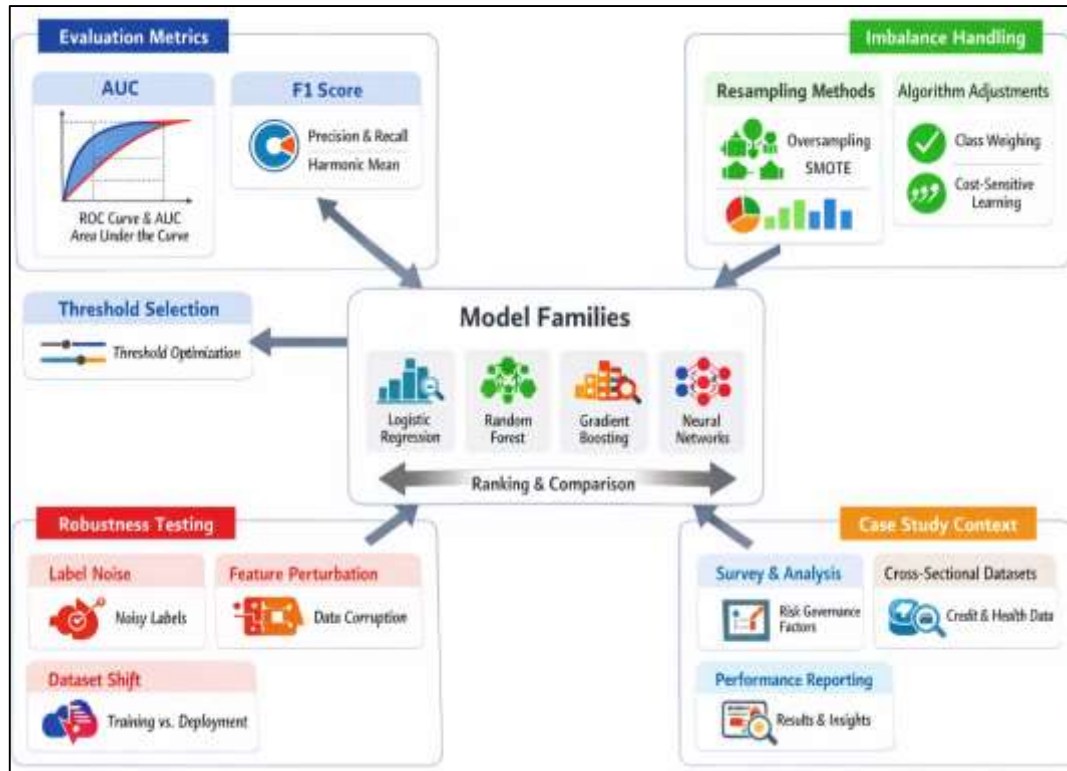 Evaluation Metrics
AUC
ROC Curve & AUC
Area Under the Curve
F1 Score
Precision & Recall
Harmonic Mean
Imbalance Handling
Resampling Methods
Oversampling
SMOTE
Algorithm Adjustments
Class Weighing
Cost-Sensitive
Learning
Threshold Selection
Threshold Optimization
Model Families
Logistic
Regression
Random
Forest
Gradient
Boosting
Neural
Networks
Ranking & Comparison
Robustness Testing
Label Noise
Noisy Labels
Feature Perturbation
Data Corruption
Dataset Shift
Training vs. Deployment
Case Study Context
Survey & Analysis
Risk Governance
Factors
Cross-Sectional Datasets
Credit & Health Data
Performance Reporting
Results & Insights